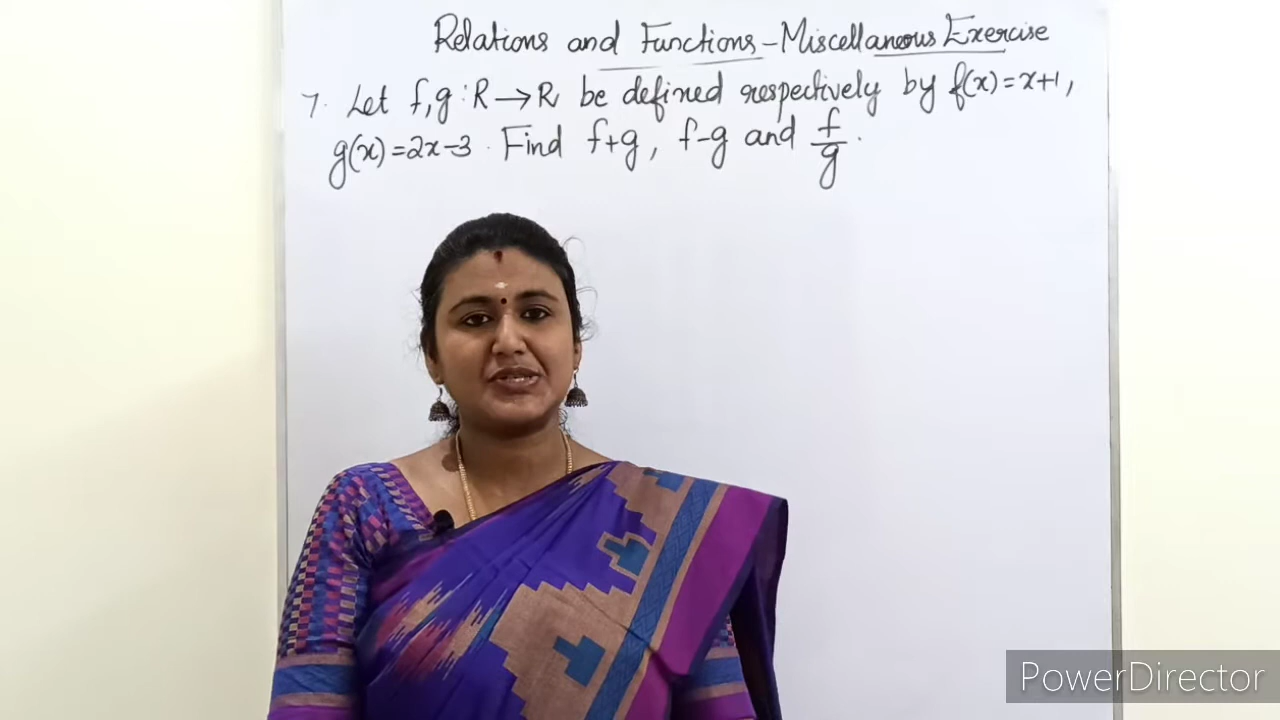 Relations and Functions - Miscellaneous Exercise
7. Let f,g : R → R be defined respectively by f(x) = x+1,
g(x) = 2x-3. Find f+g, f-g and f/g.
PowerDirector